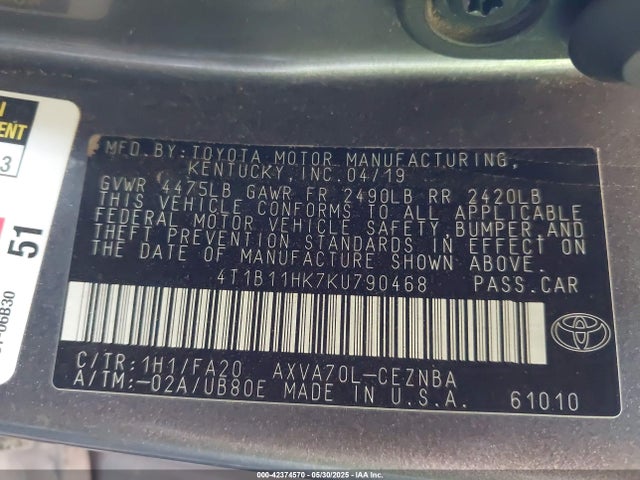 MFD. BY: TOYOTA MOTOR MANUFACTURING,
KENTUCKY, INC. 04/19
GVWR 4475LB GAWR FR 2490LB RR 2420LB
THIS VEHICLE CONFORMS TO ALL APPLICABLE
FEDERAL MOTOR VEHICLE SAFETY, BUMPER, AND
THEFT PREVENTION STANDARDS IN EFFECT ON
THE DATE OF MANUFACTURE SHOWN ABOVE.
4T1B11HK7KU790468 PASS. CAR
C/TR: 1H1/FA20 AXVA70L-CEZNBA
A/TM: -02A/UB80E MADE IN U.S.A. 61010
TOYOTA
51
06B30
000-42374570 - 05/30/2025 - IAA Inc.